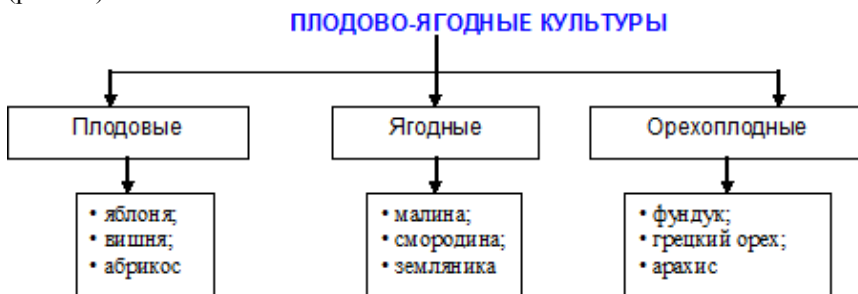 ПЛОДОВО-ЯГОДНЫЕ КУЛЬТУРЫ
Плодовые
Ягодные
Орехоплодные
• яблоня;
• вишня;
• абрикос
• малина;
• смородина;
• земляника
• фундук;
• грецкий орех;
• арахис